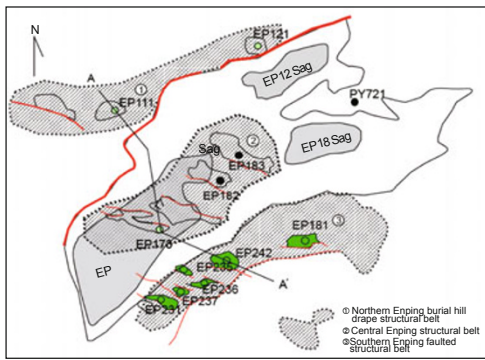 N
EP121
A
①
EP12 Sag
EP111
PY721
②
EP18 Sag
Sag
EP183
EP182
EP181
③
EP178
EP242
EP
EP235
EP236
A'
EP237
EP231
① Northern Enping burial hill
drape structural belt
② Central Enping structural belt
③Southern Enping faulted
structural belt